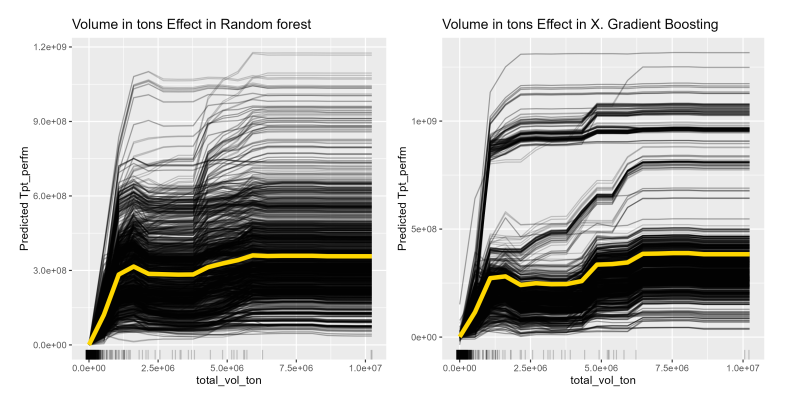 Volume in tons Effect in Random forest
1.2e+09
9.0e+08
6.0e+08
3.0e+08
0.0e+00
Predicted Tpt_perfm
0.0e+00 2.5e+06 5.0e+06 7.5e+06 1.0e+07
total_vol_ton
Volume in tons Effect in X. Gradient Boosting
1e+09
5e+08
0e+00
Predicted Tpt_perfm
0.0e+00 2.5e+06 5.0e+06 7.5e+06 1.0e+07
total_vol_ton